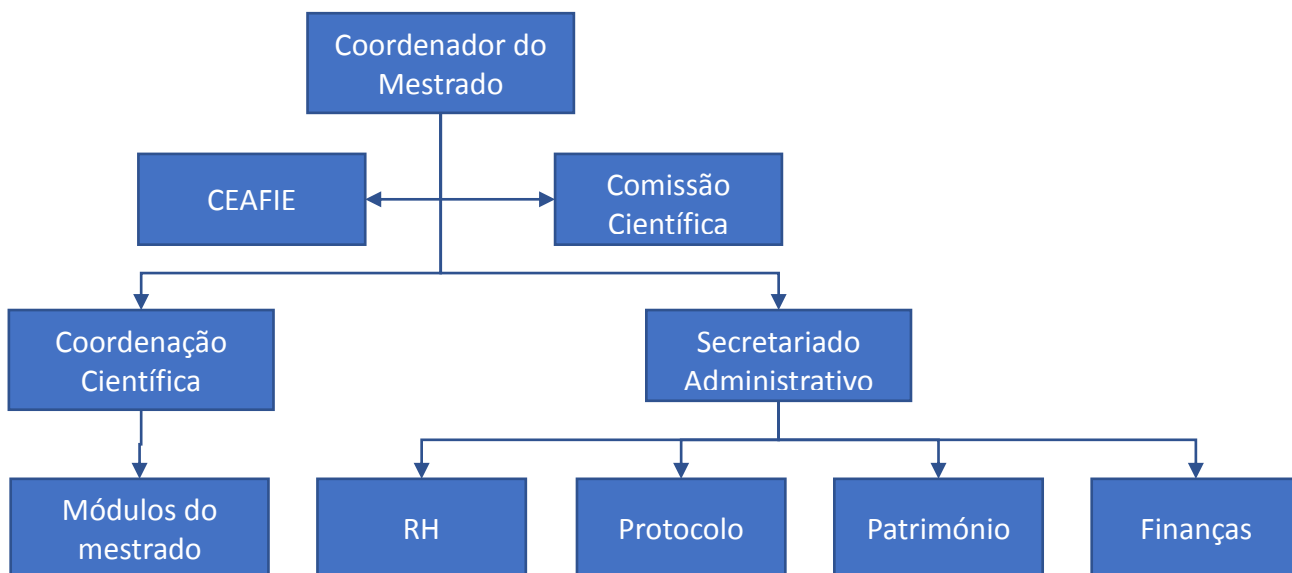 Coordenador do
Mestrado
CEAFIE
Comissão
Científica
Coordenação
Científica
Secretariado
Administrativo
Módulos do
mestrado
RH
Protocolo
Património
Finanças